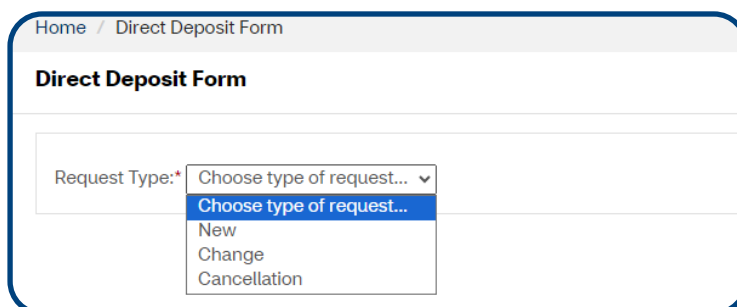 Home / Direct Deposit Form
Direct Deposit Form
Request Type:* Choose type of request...
Choose type of request...
New
Change
Cancellation